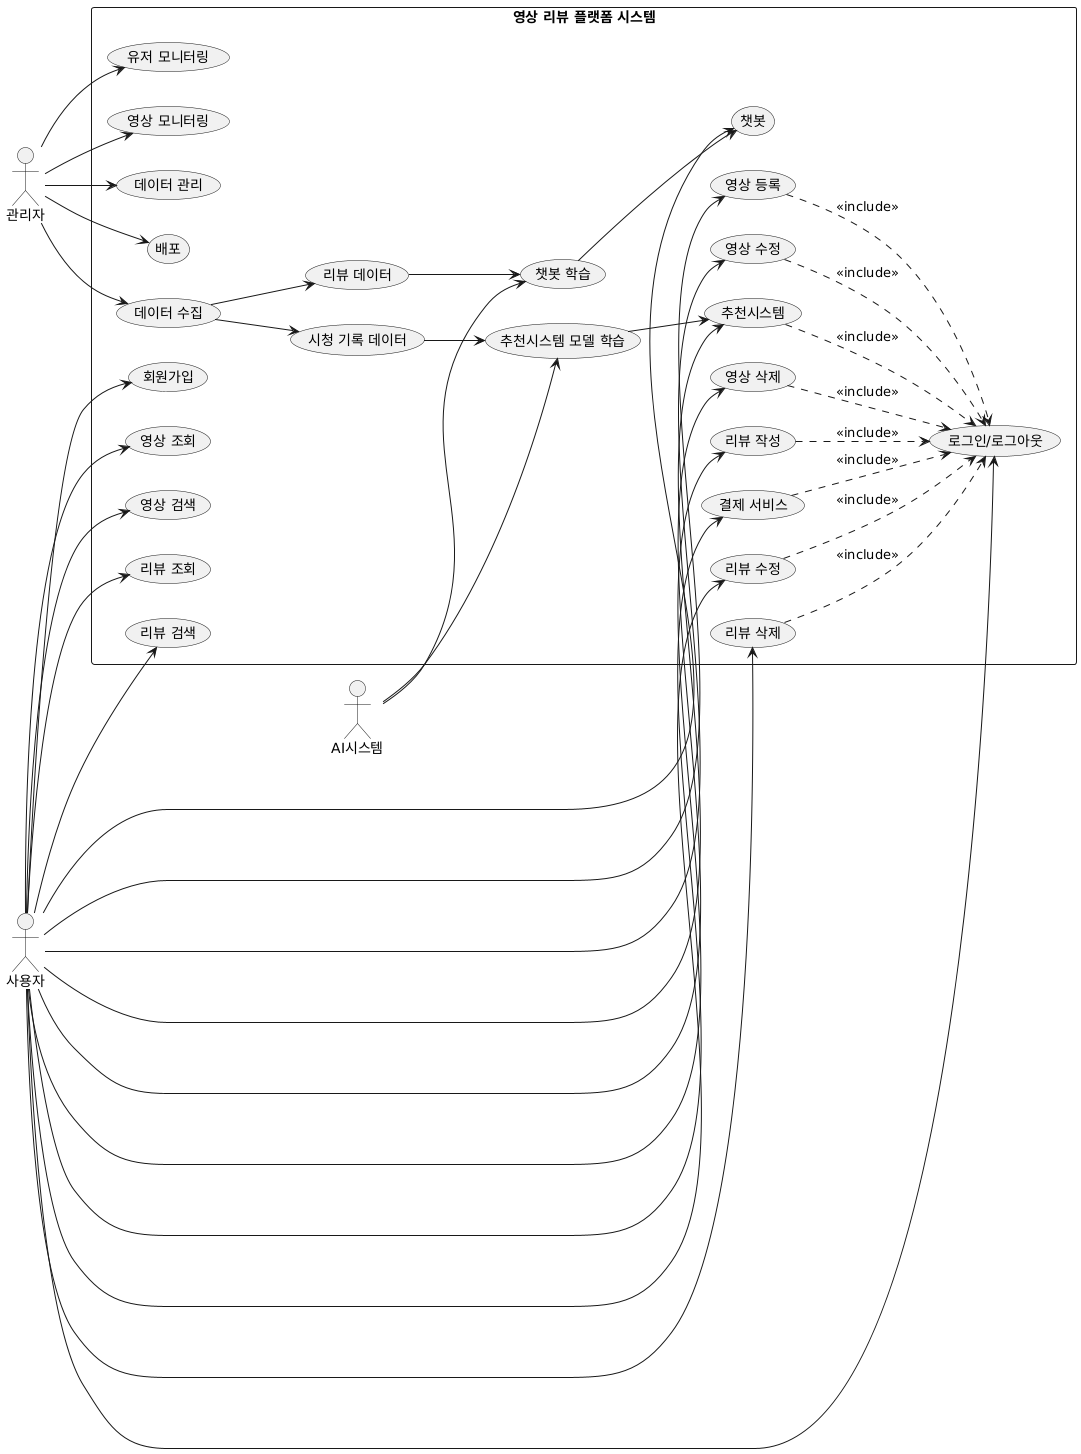 영상 리뷰 플랫폼 시스템
유저 모니터링
영상 모니터링
데이터 관리
배포
데이터 수집
회원가입
영상 조회
영상 검색
리뷰 조회
리뷰 검색
리뷰 데이터
시청 기록 데이터
챗봇 학습
추천시스템 모델 학습
챗봇
영상 등록
영상 수정
추천시스템
영상 삭제
리뷰 작성
결제 서비스
리뷰 수정
리뷰 삭제
«include»
«include»
«include»
«include»
«include»
«include»
«include»
«include»
로그인/로그아웃
관리자
AI시스템
사용자